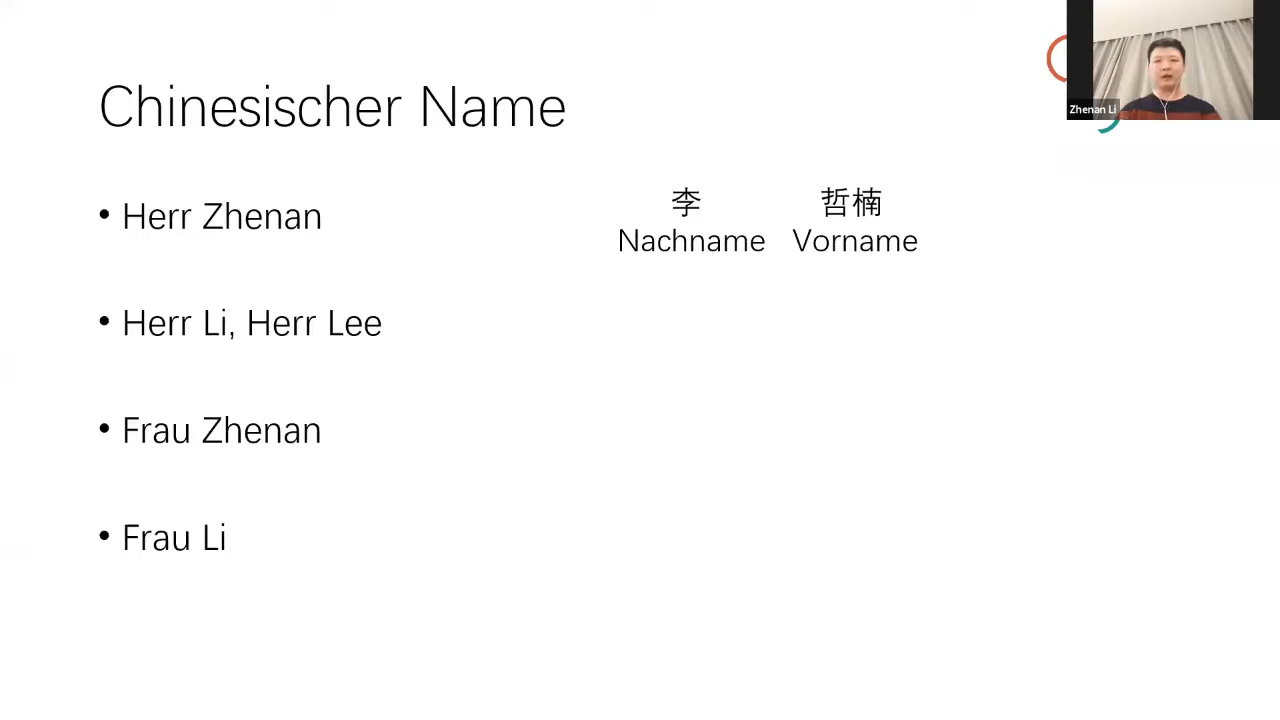 Chinesischer Name
• Herr Zhenan
• Herr Li, Herr Lee
• Frau Zhenan
• Frau Li
李 哲楠
Nachname Vorname
Zhenan Li